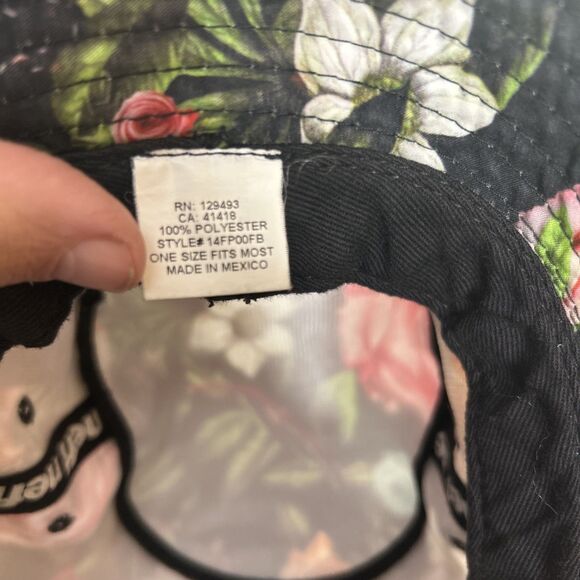 RN: 129493
CA: 41418
100% POLYESTER
STYLE# 14FP00FB
ONE SIZE FITS MOST
MADE IN MEXICO